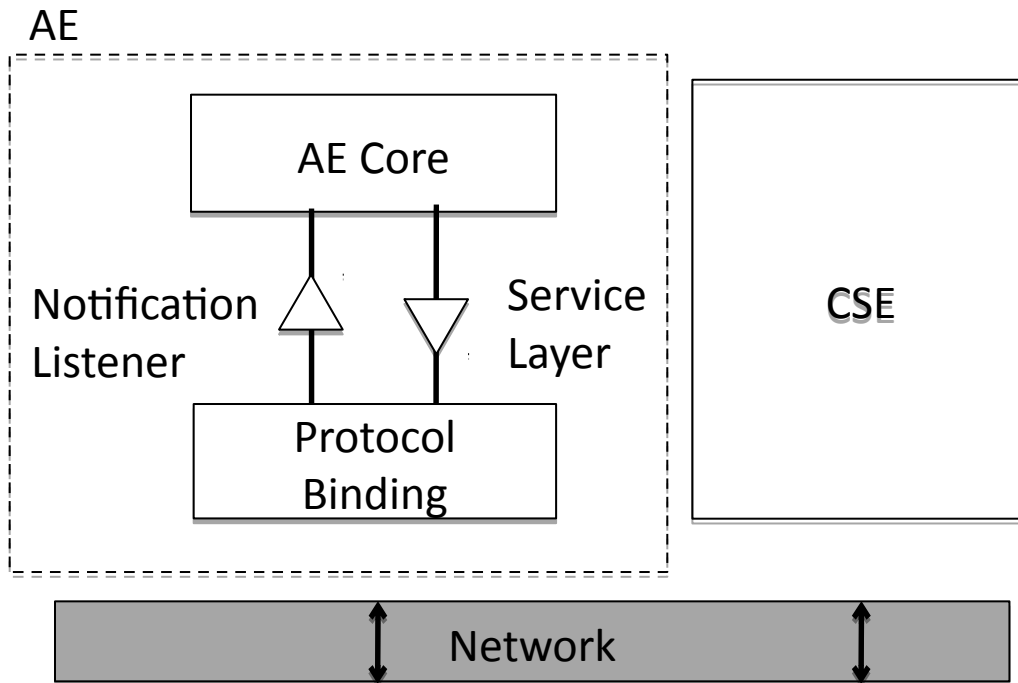 AE
AE Core
Notification
Listener
Service
Layer
CSE
Protocol
Binding
Network